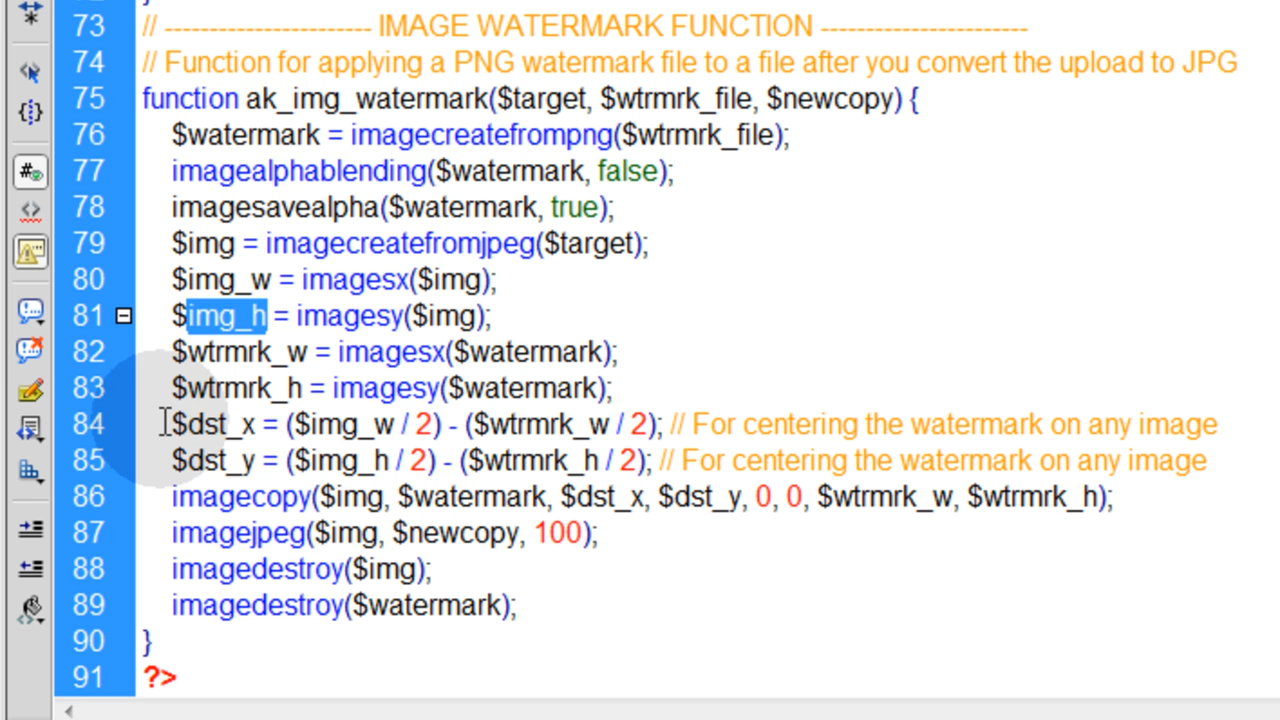 73 // ----------------------- IMAGE WATERMARK FUNCTION -----------------------
74 // Function for applying a PNG watermark file to a file after you convert the upload to JPG
75 function ak_img_watermark($target, $wtrmrk_file, $newcopy) {
76 $watermark = imagecreatefrompng($wtrmrk_file);
77 imagealphablending($watermark, false);
78 imagesavealpha($watermark, true);
79 $img = imagecreatefromjpeg($target);
80 $img_w = imagesx($img);
81 $img_h = imagesy($img);
82 $wtrmrk_w = imagesx($watermark);
83 $wtrmrk_h = imagesy($watermark);
84 $dst_x = ($img_w / 2) - ($wtrmrk_w / 2); // For centering the watermark on any image
85 $dst_y = ($img_h / 2) - ($wtrmrk_h / 2); // For centering the watermark on any image
86 imagecopy($img, $watermark, $dst_x, $dst_y, 0, 0, $wtrmrk_w, $wtrmrk_h);
87 imagejpeg($img, $newcopy, 100);
88 imagedestroy($img);
89 imagedestroy($watermark);
90 }
91 ?>